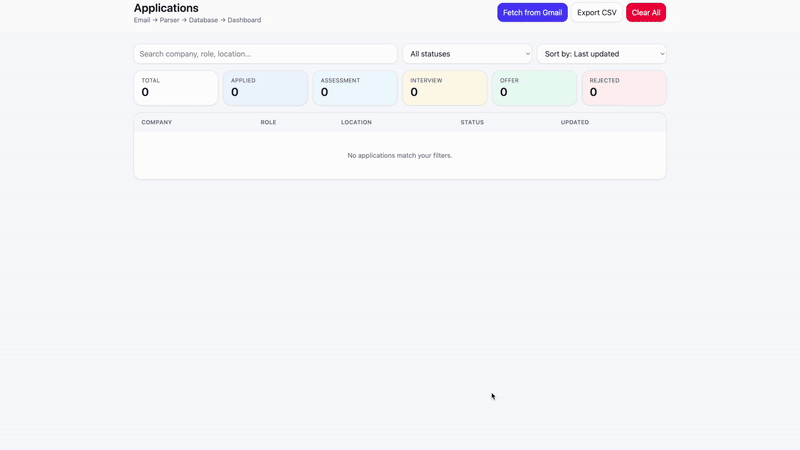 Applications
Email → Parser → Database → Dashboard
Fetch from Gmail
Export CSV
Clear All
Search company, role, location...
All statuses
Sort by: Last updated
TOTAL
0
APPLIED
0
ASSESSMENT
0
INTERVIEW
0
OFFER
0
REJECTED
0
COMPANY ROLE LOCATION STATUS UPDATED
No applications match your filters.